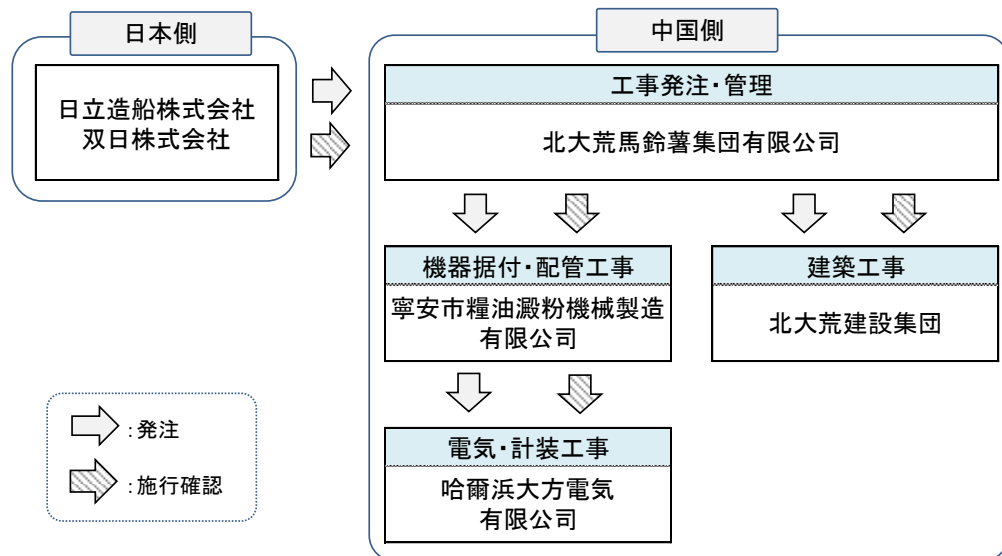 日本側
中国側
日立造船株式会社
双日株式会社
工事発注・管理
北大荒馬鈴薯集団有限公司
機器据付・配管工事
寧安市糧油澱粉機械製造
有限公司
建築工事
北大荒建設集団
電気・計装工事
哈爾浜大方電気
有限公司
:発注
:施行確認